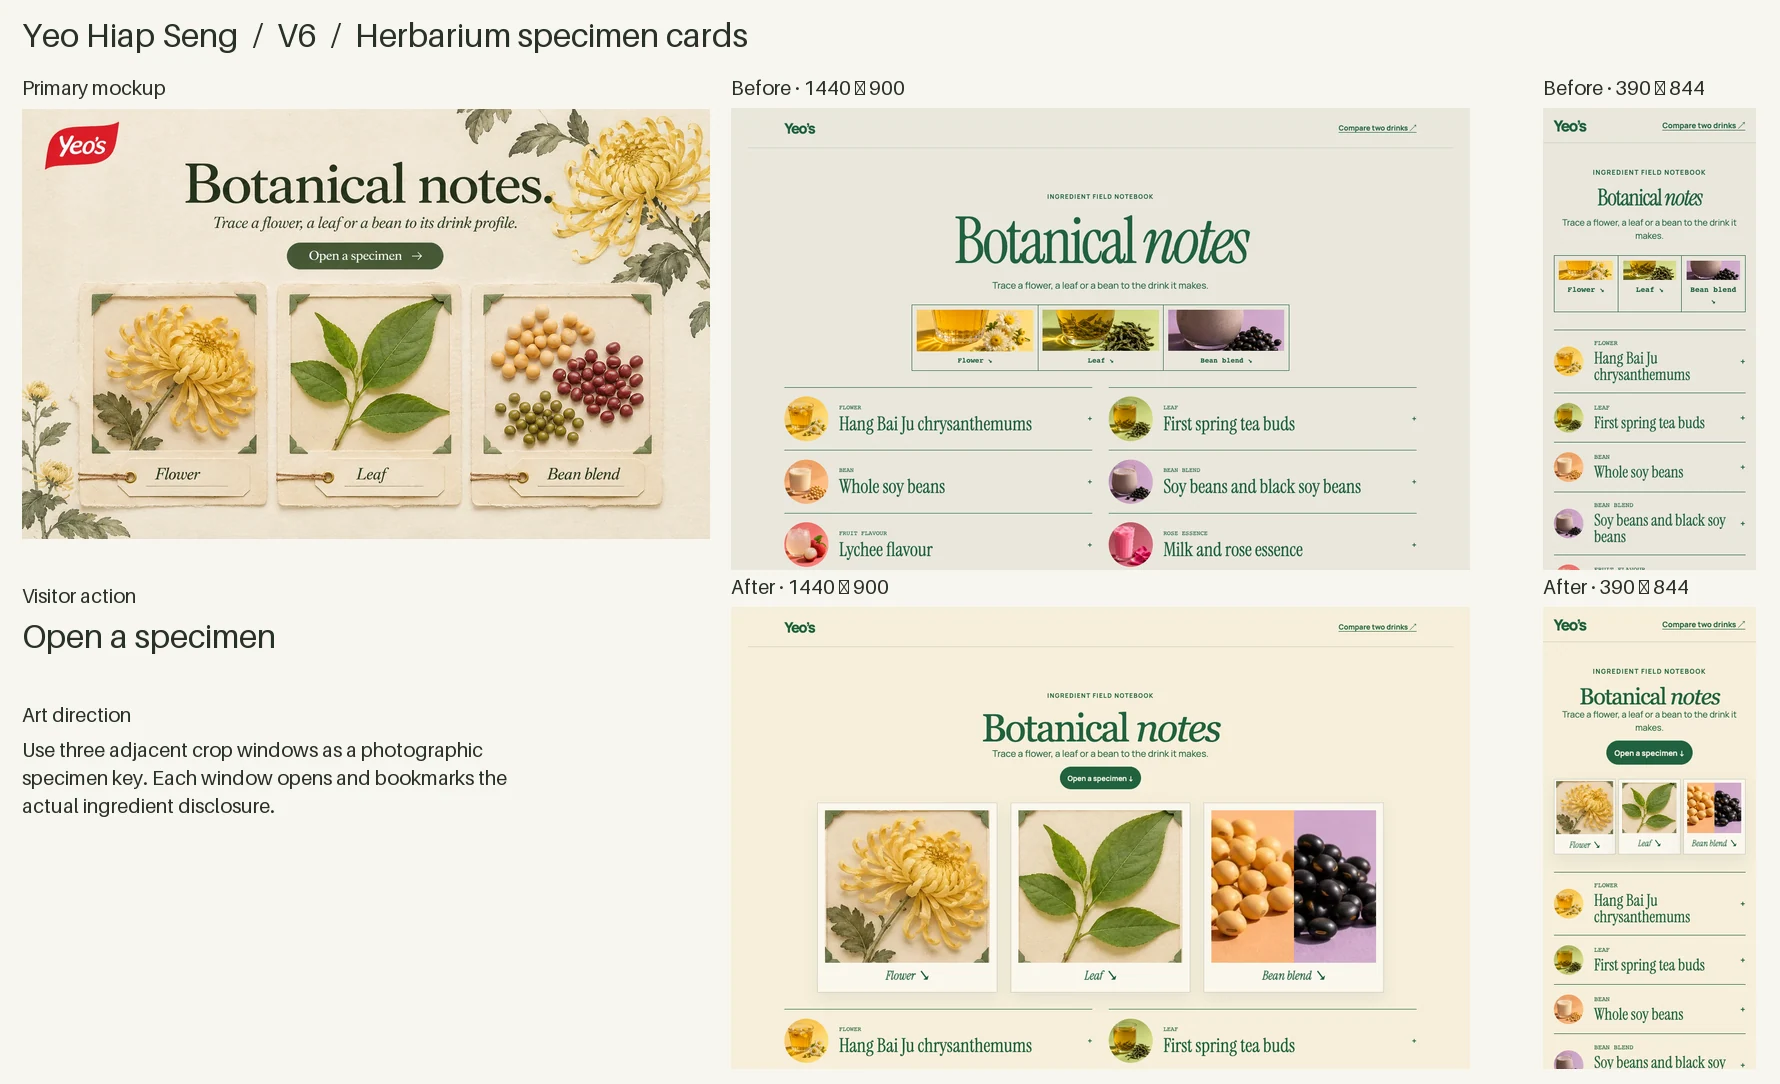 Yeo Hiap Seng / V6 / Herbarium specimen cards
Primary mockup
Yeo's
Botanical notes.
Trace a flower, a leaf or a bean to its drink profile.
Open a specimen →
Flower
Leaf
Bean blend
Visitor action
Open a specimen
Art direction
Use three adjacent crop windows as a photographic
specimen key. Each window opens and bookmarks the
actual ingredient disclosure.
Before · 1440 900
Yeo's
Compare two drinks ↗
INGREDIENT FIELD NOTEBOOK
Botanical notes
Trace a flower, a leaf or a bean to the drink it makes.
Flower ↘
Leaf ↘
Bean blend ↘
FLOWER
Hang Bai Ju chrysanthemums
+
LEAF
First spring tea buds
+
BEAN
Whole soy beans
+
BEAN BLEND
Soy beans and black soy beans
+
FRUIT FLAVOUR
Lychee flavour
+
ROSE ESSENCE
Milk and rose essence
+
Before · 390 844
Yeo's
Compare two drinks ↗
INGREDIENT FIELD NOTEBOOK
Botanical notes
Trace a flower, a leaf or a bean to the drink it
makes.
Flower ↘
Leaf ↘
Bean blend
↘
FLOWER
Hang Bai Ju
chrysanthemums
+
LEAF
First spring tea buds
+
BEAN
Whole soy beans
+
BEAN BLEND
Soy beans and black soy
beans
+
FRUIT FLAVOUR
After · 1440 900
Yeo's
Compare two drinks ↗
INGREDIENT FIELD NOTEBOOK
Botanical notes
Trace a flower, a leaf or a bean to the drink it makes.
Open a specimen ↓
Flower ↘
Leaf ↘
Bean blend ↘
FLOWER
Hang Bai Ju chrysanthemums
+
LEAF
First spring tea buds
+
After · 390 844
Yeo's
Compare two drinks ↗
INGREDIENT FIELD NOTEBOOK
Botanical notes
Trace a flower, a leaf or a bean to the drink it
makes.
Open a specimen ↓
Flower ↘
Leaf ↘
Bean blend ↘
FLOWER
Hang Bai Ju
chrysanthemums
+
LEAF
First spring tea buds
+
BEAN
Whole soy beans
+
BEAN BLEND
Soy beans and black soy
+